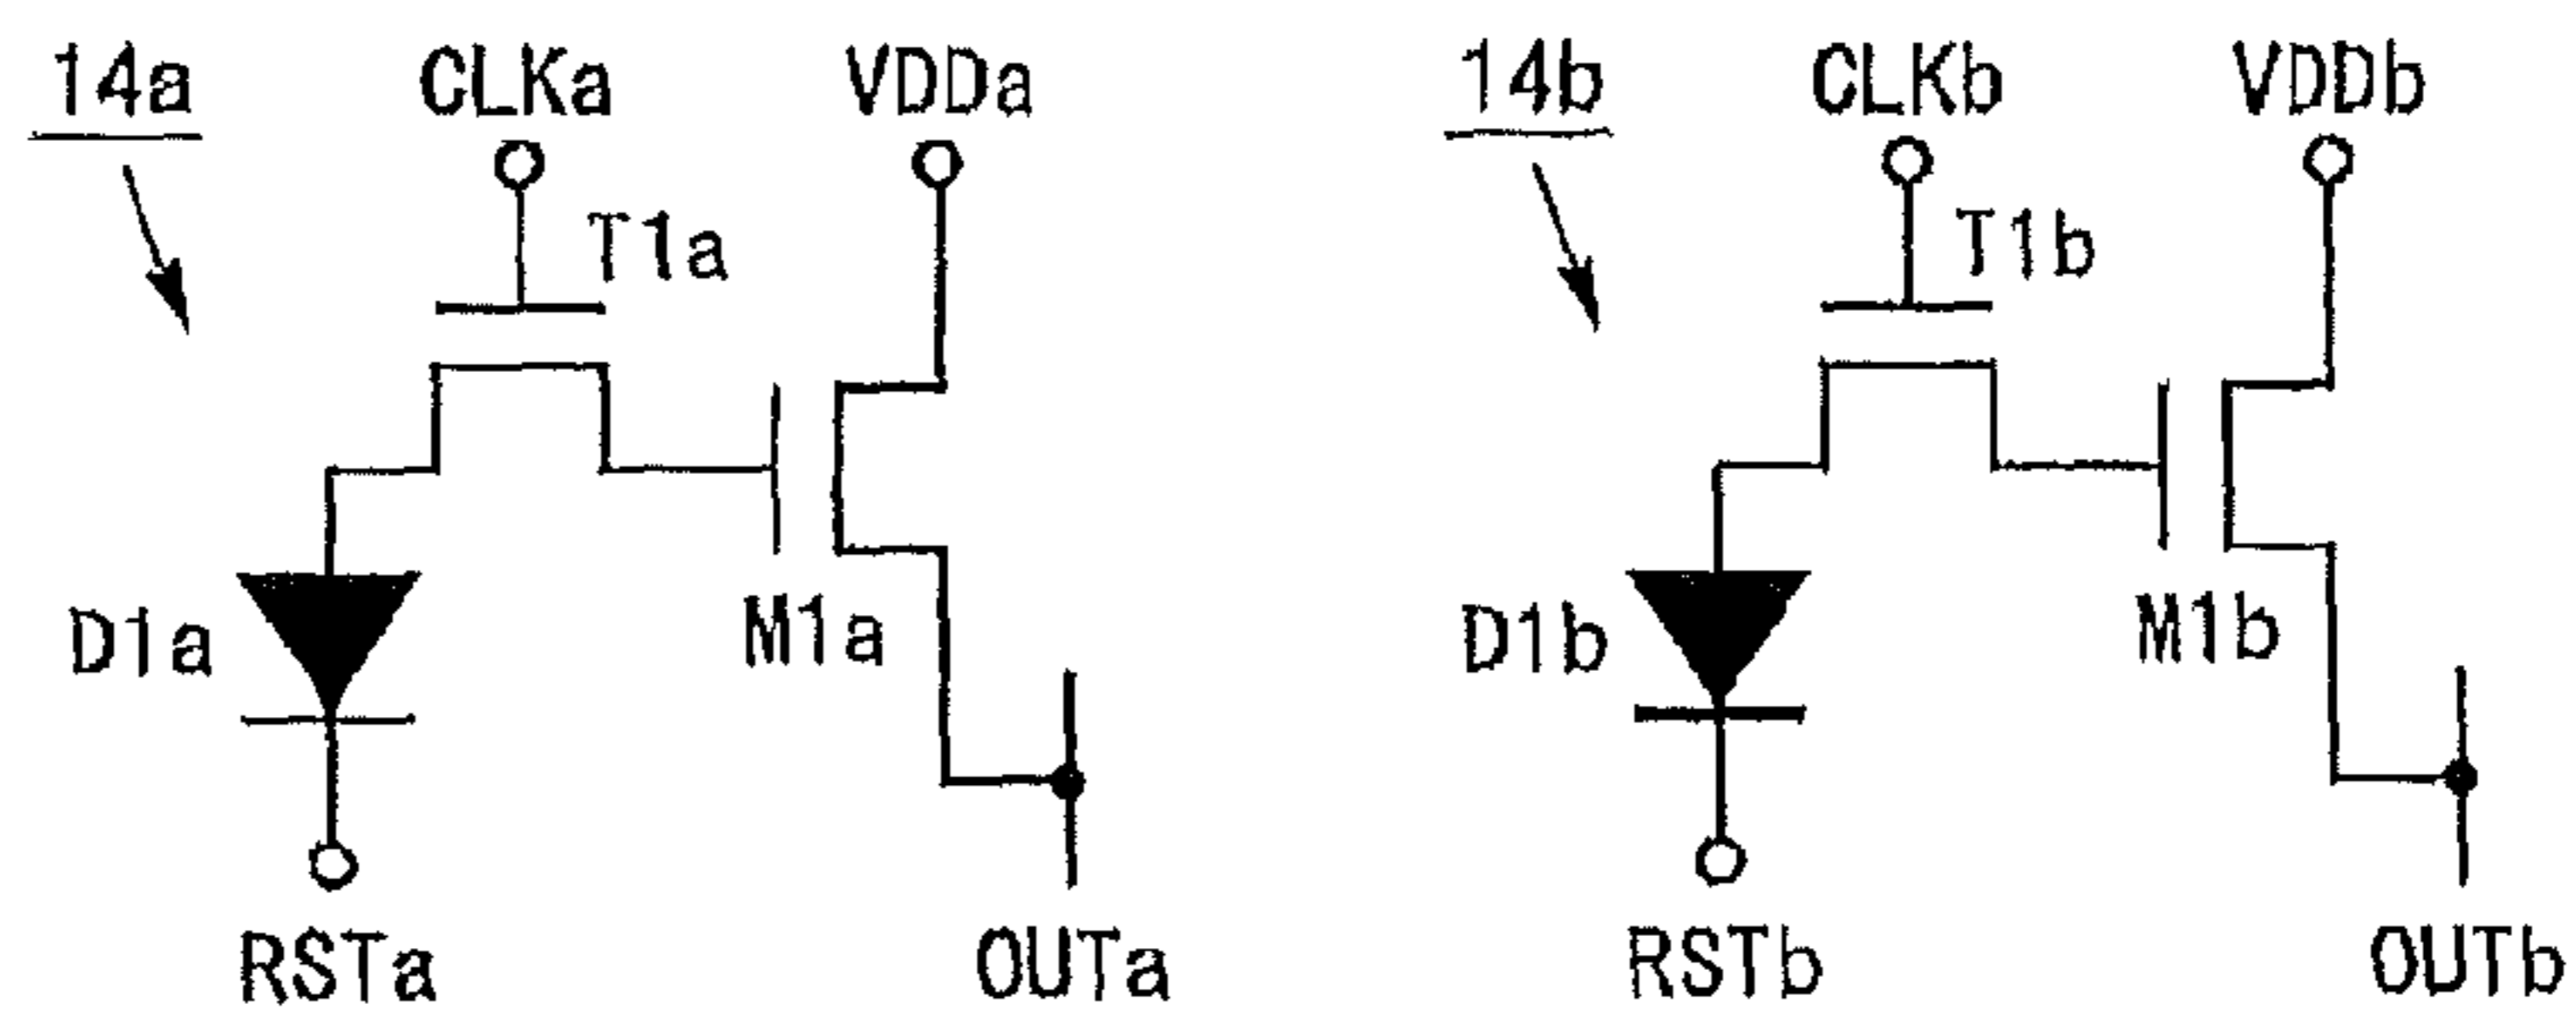 14a CLKa VDDa
T1a
D1a M1a
RSTa OUTa
14b CLKb VDDb
T1b
D1b M1b
RSTb OUTb